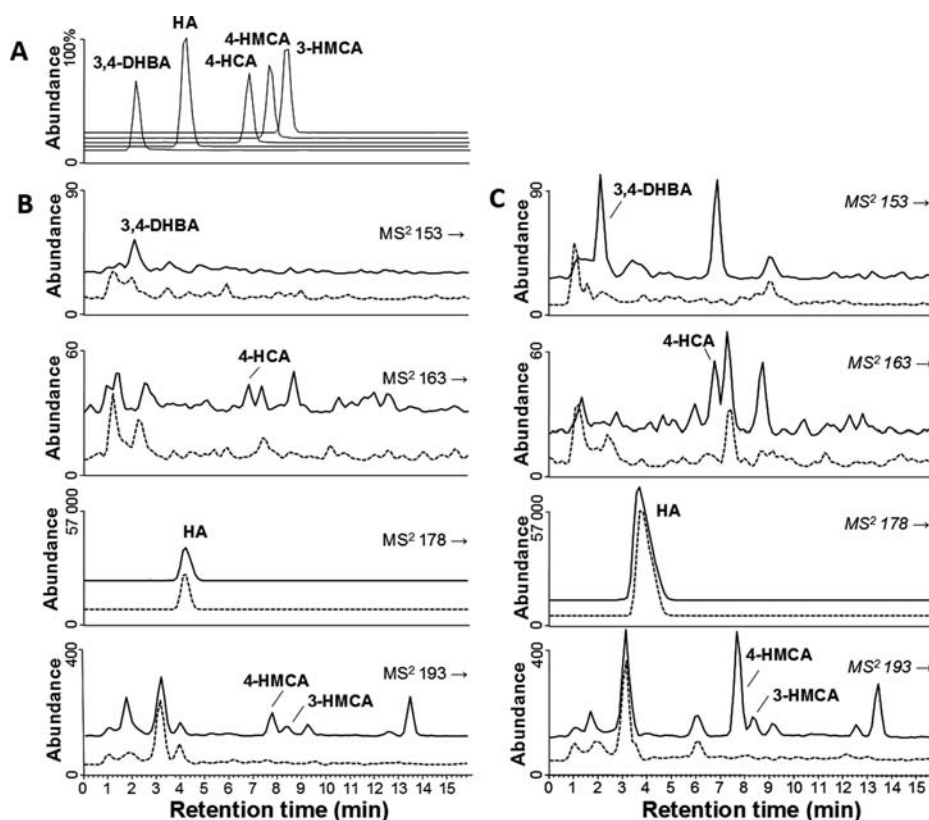 A
Abundance
100%
0
3,4-DHBA
HA
4-HCA
4-HMCA
3-HMCA
B
Abundance
90
0
3,4-DHBA
MS² 153 →
Abundance
60
0
4-HCA
MS² 163 →
Abundance
57 000
0
HA
MS² 178 →
Abundance
400
0
4-HMCA
3-HMCA
MS² 193 →
0 1 2 3 4 5 6 7 8 9 10 11 12 13 14 15
Retention time (min)
C
Abundance
90
0
3,4-DHBA
MS² 153 →
Abundance
60
0
4-HCA
MS² 163 →
Abundance
57 000
0
HA
MS² 178 →
Abundance
400
0
4-HMCA
3-HMCA
MS² 193 →
0 1 2 3 4 5 6 7 8 9 10 11 12 13 14 15
Retention time (min)